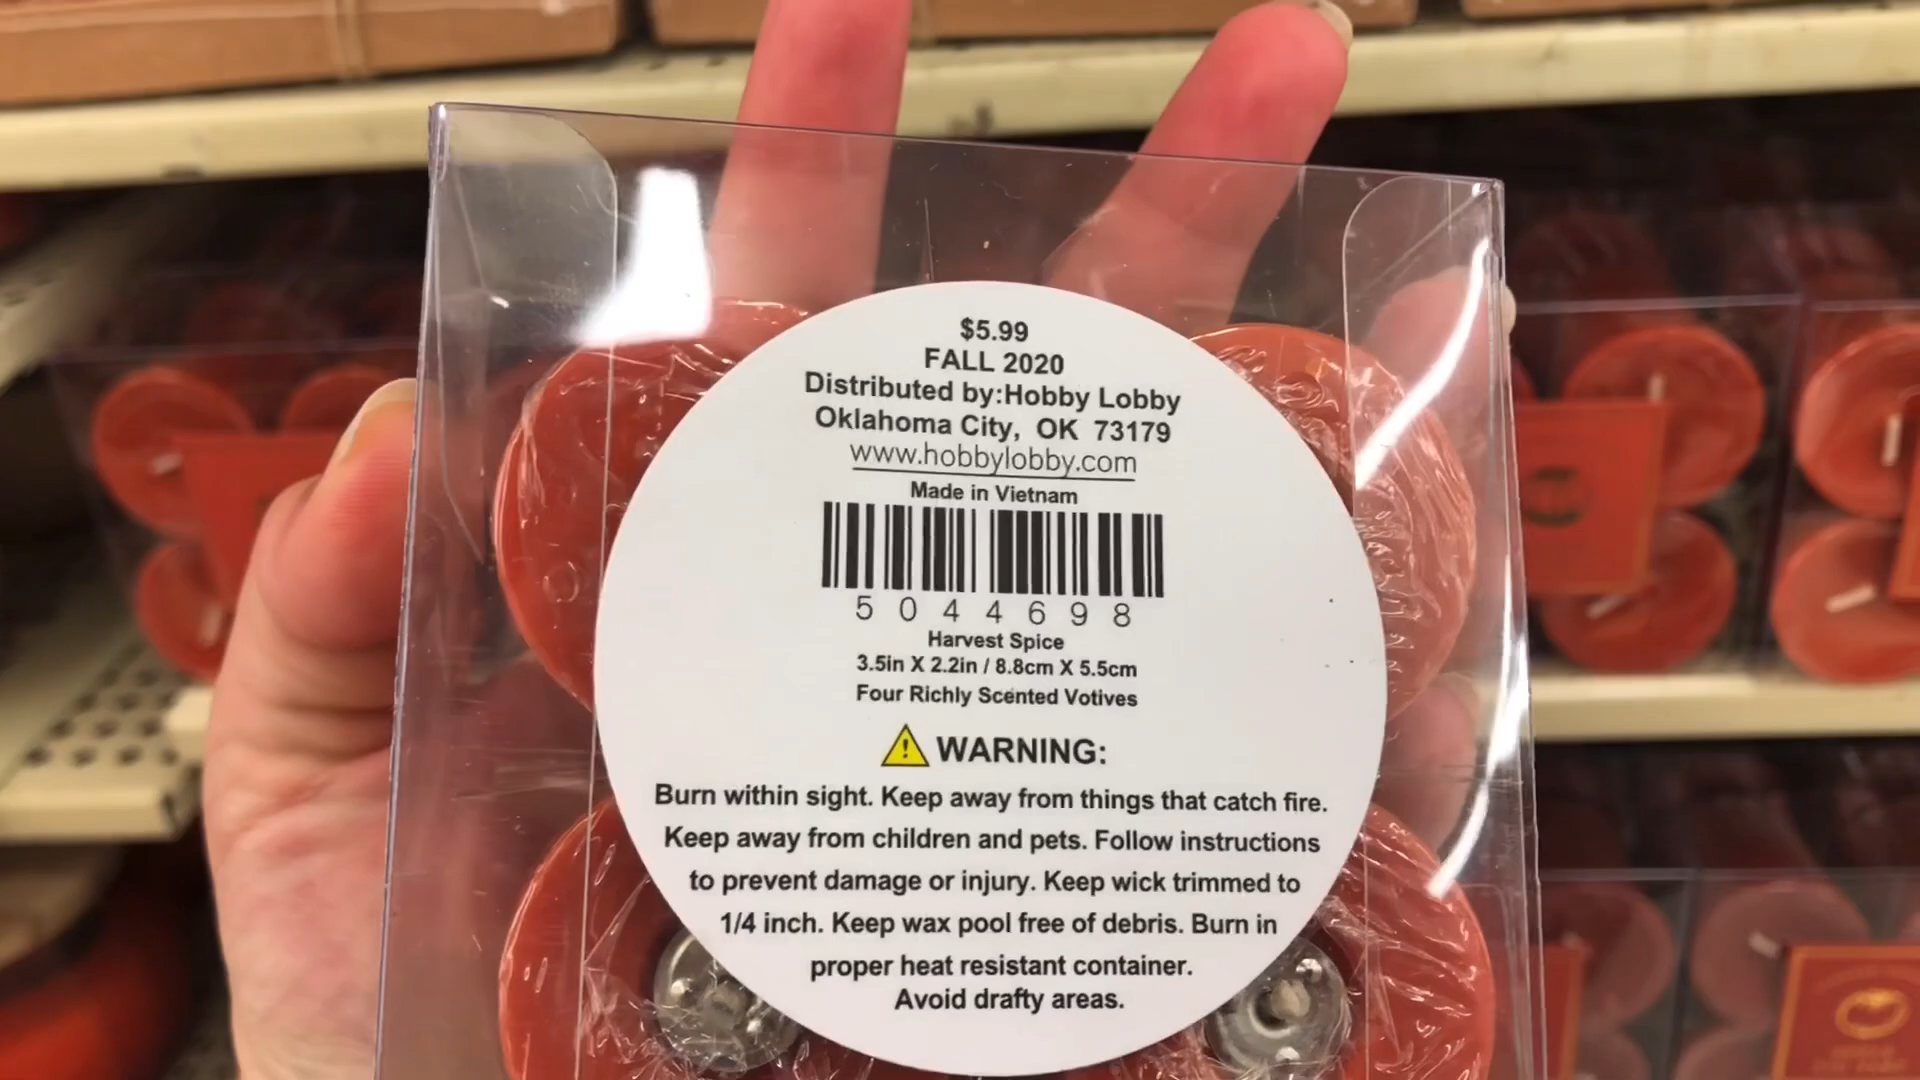 $5.99
FALL 2020
Distributed by:Hobby Lobby
Oklahoma City, OK 73179
www.hobbylobby.com
Made in Vietnam
5044698
Harvest Spice
3.5in X 2.2in / 8.8cm X 5.5cm
Four Richly Scented Votives
WARNING:
Burn within sight. Keep away from things that catch fire.
Keep away from children and pets. Follow instructions
to prevent damage or injury. Keep wick trimmed to
1/4 inch. Keep wax pool free of debris. Burn in
proper heat resistant container.
Avoid drafty areas.